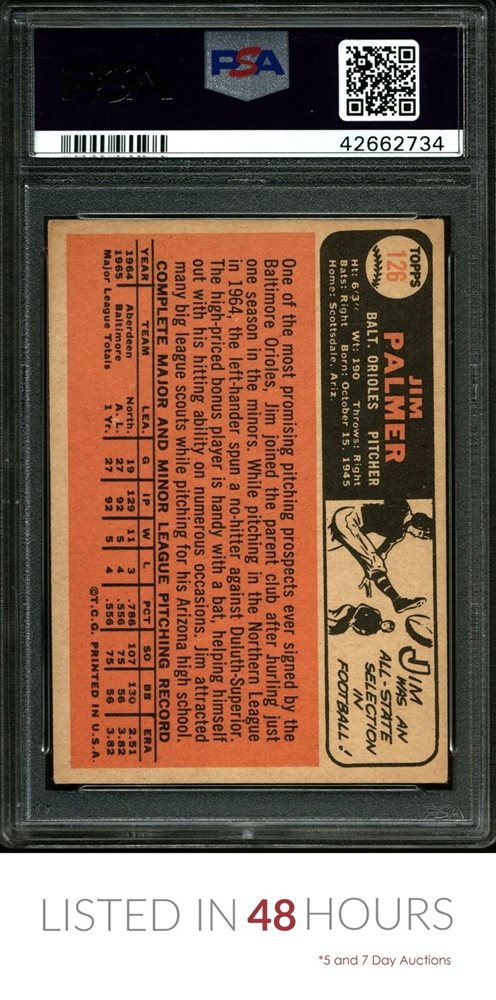 PSA
42662734
TOPPS
126
JIM
PALMER
BALT. ORIOLES PITCHER
Ht: 6'3" Wt: 190 Throws: Right
Bats: Right Born: October 15, 1945
Home: Scottsdale, Ariz.
JIM
WAS AN
ALL-STATE
SELECTION
IN
FOOTBALL!
One of the most promising pitching prospects ever signed by the
Baltimore Orioles, Jim joined the parent club after hurling just
one season in the minors. While pitching in the Northern League
in 1964, the left-hander spun a no-hitter against Duluth-Superior.
The high-priced bonus player is handy with a bat, helping himself
out with his hitting ability on numerous occasions. Jim attracted
many big league scouts while pitching for his Arizona high school.
COMPLETE MAJOR AND MINOR LEAGUE PITCHING RECORD
YEAR TEAM LEA. G IP W L PCT SO BB ERA
1964 Aberdeen North. 19 129 11 3 .786 107 130 2.51
1965 Baltimore A. L. 27 92 5 4 .556 75 56 3.82
Major League Totals 1 Yr. 27 92 5 4 .556 75 56 3.82
©T.C.G. PRINTED IN U.S.A.
PSA
LISTED IN 48 HOURS
*5 and 7 Day Auctions